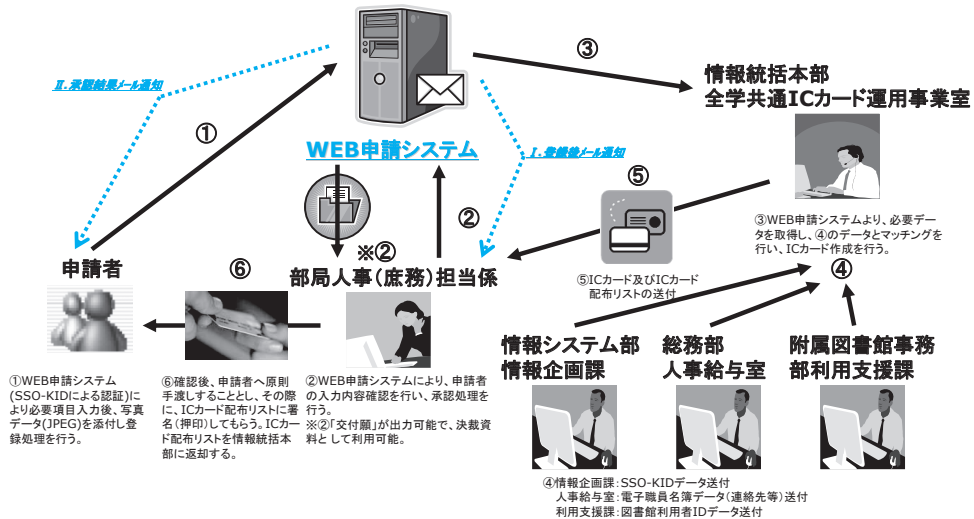 ③
情報統括本部
全学共通ICカード運用事業室
Ⅱ.承認結果メール通知
①
WEB申請システム
Ⅰ.登録後メール通知
⑤
②
③WEB申請システムより、必要デー
タを取得し、④のデータとマッチングを
行い、ICカード作成を行う。
※②
申請者
⑥
部局人事(庶務)担当係
⑤ICカード及びICカード
配布リストの送付
④
情報システム部
情報企画課
総務部
人事給与室
附属図書館事務
部利用支援課
①WEB申請システム
(SSO-KIDによる認証)に
より必要項目入力後、写真
データ(JPEG)を添付し登
録処理を行う。
⑥確認後、申請者へ原則
手渡しすることとし、その際
に、ICカード配布リストに署
名(押印)してもらう。ICカー
ド配布リストを情報統括本
部に返却する。
②WEB申請システムにより、申請者
の入力内容確認を行い、承認処理を
行う。
※②「交付願」が出力可能で、決裁資
料として利用可能。
④情報企画課:SSO-KIDデータ送付
人事給与室:電子職員名簿データ(連絡先等)送付
利用支援課:図書館利用者IDデータ送付